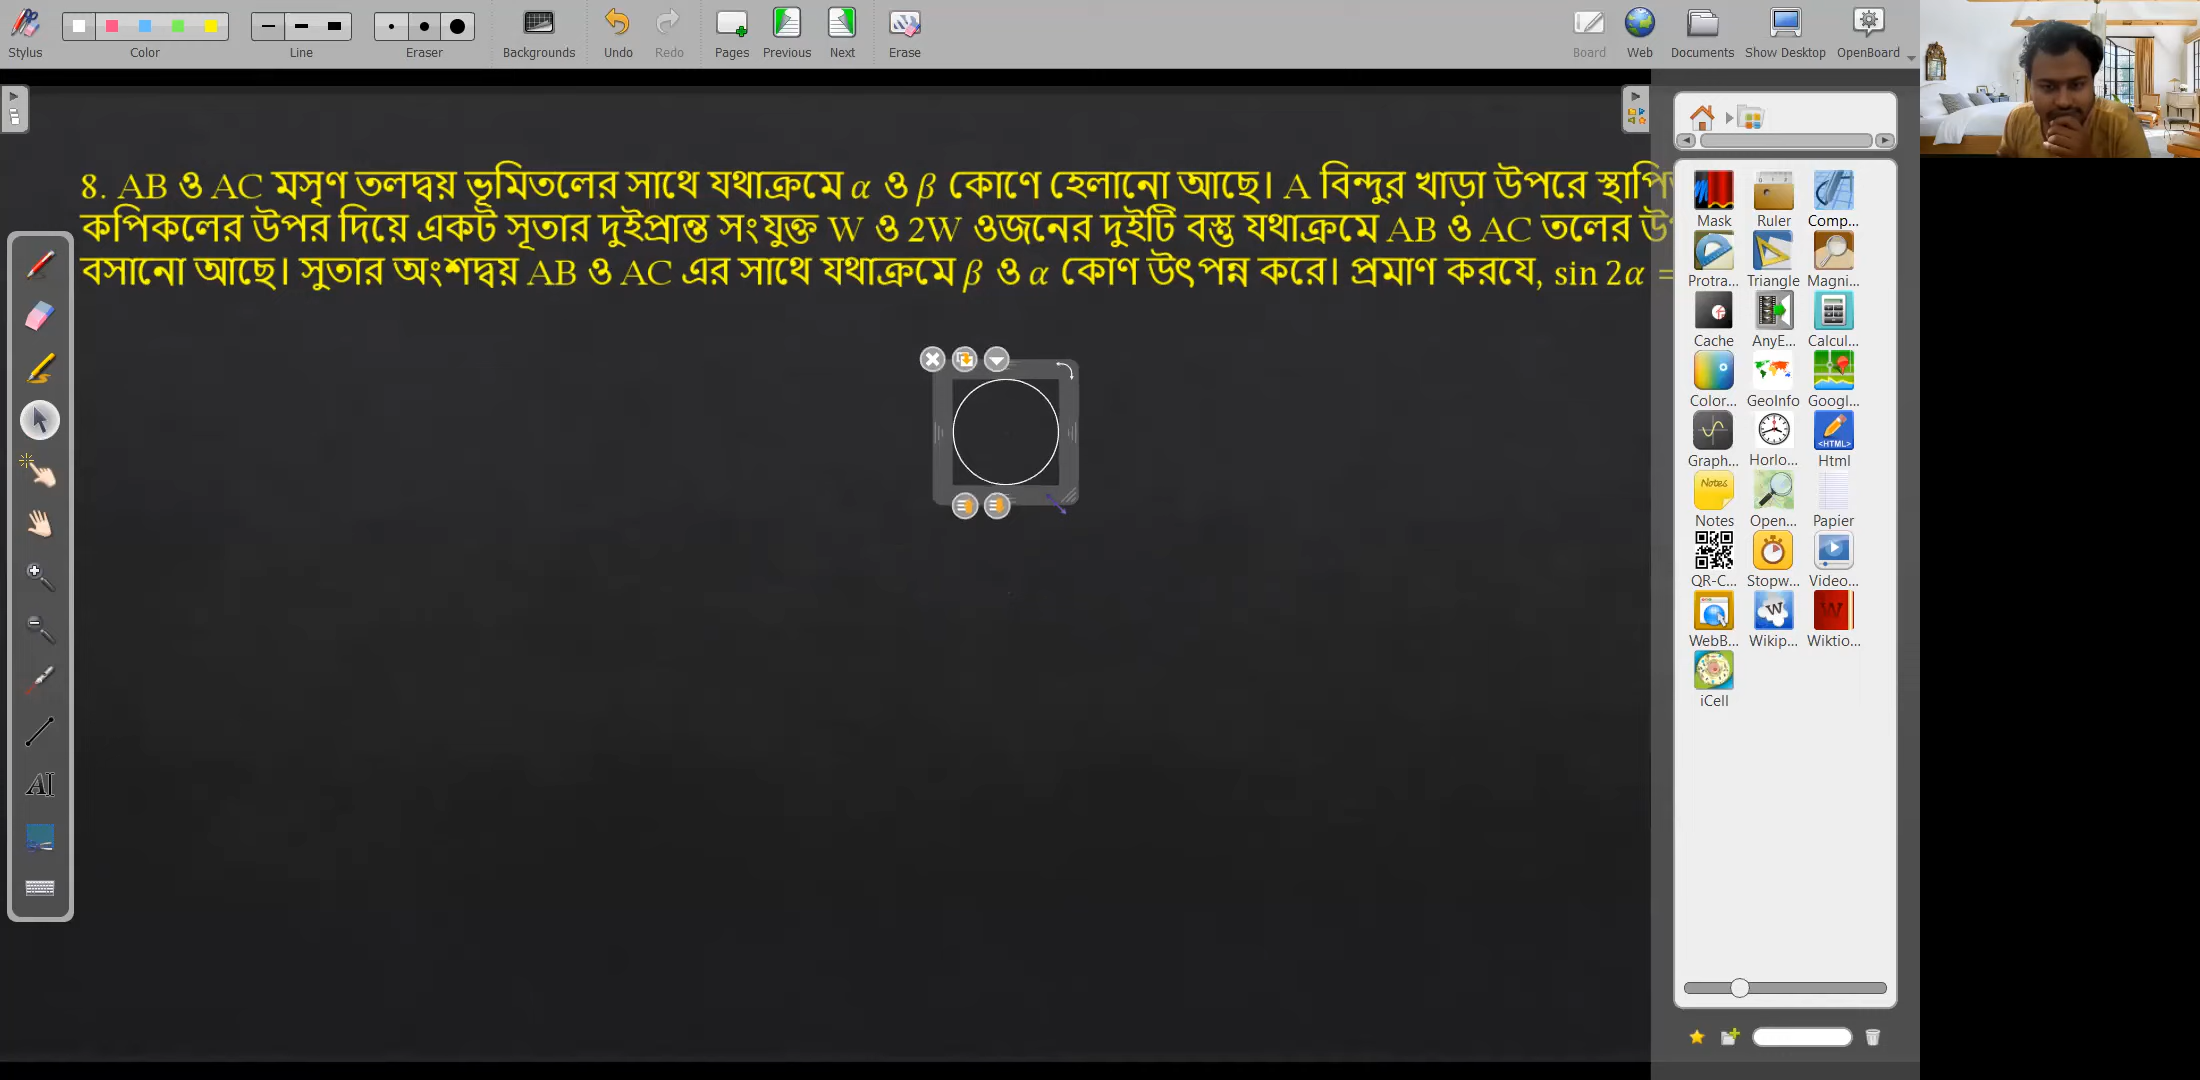 Stylus
Color
Line
Eraser
Backgrounds
Undo
Redo
Pages
Previous
Next
Erase
Board
Web
Documents
Show Desktop
OpenBoard
8. AB ও AC মসৃণ তলদ্বয় ভূমিতলের সাথে যথাক্রমে α ও β কোণে হেলানো আছে। A বিন্দুর খাড়া উপরে
কপিকলের উপর দিয়ে একট সূতার দুইপ্রান্ত সংযুক্ত W ও 2W ওজনের দুইটি বস্তু যথাক্রমে AB ও AC তলের
বসানো আছে। সুতার অংশদ্বয় AB ও AC এর সাথে যথাক্রমে β ও α কোণ উৎপন্ন করে। প্রমাণ করযে, sin 2α =
Mask
Ruler
Comp...
Protra...
Triangle
Magni...
Cache
AnyE...
Calcul...
Color...
GeoInfo
Googl...
Graph...
Horlo...
<HTML>
Html
Notes
Notes
Open...
Papier
QR-C...
Stopw...
Video...
WebB...
W
Wikip...
W
Wiktio...
iCell
AI